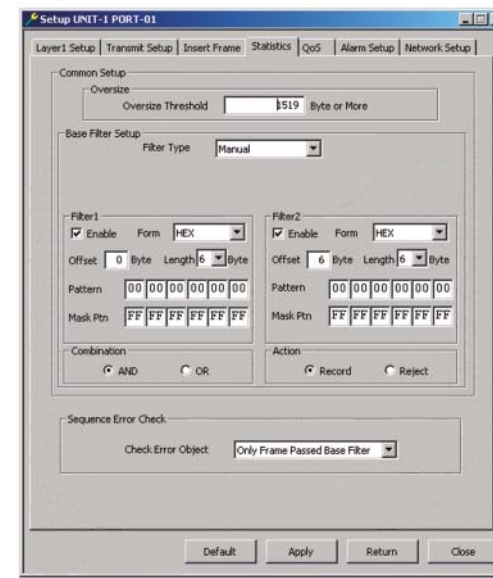 Setup UNIT-1 PORT-01
Layer1 Setup Transmit Setup Insert Frame Statistics QoS Alarm Setup Network Setup
Common Setup
Oversize
Oversize Threshold 1519 Byte or More
Base Filter Setup
Filter Type Manual
Filter1 Filter2
Enable Form HEX Enable Form HEX
Offset 0 Byte Length 6 Byte Offset 6 Byte Length 6 Byte
Pattern 00 00 00 00 00 00 Pattern 00 00 00 00 00 00
Mask Ptn FF FF FF FF FF FF Mask Ptn FF FF FF FF FF FF
Combination Action
AND OR Record Reject
Sequence Error Check
Check Error Object Only Frame Passed Base Filter
Default Apply Return Close